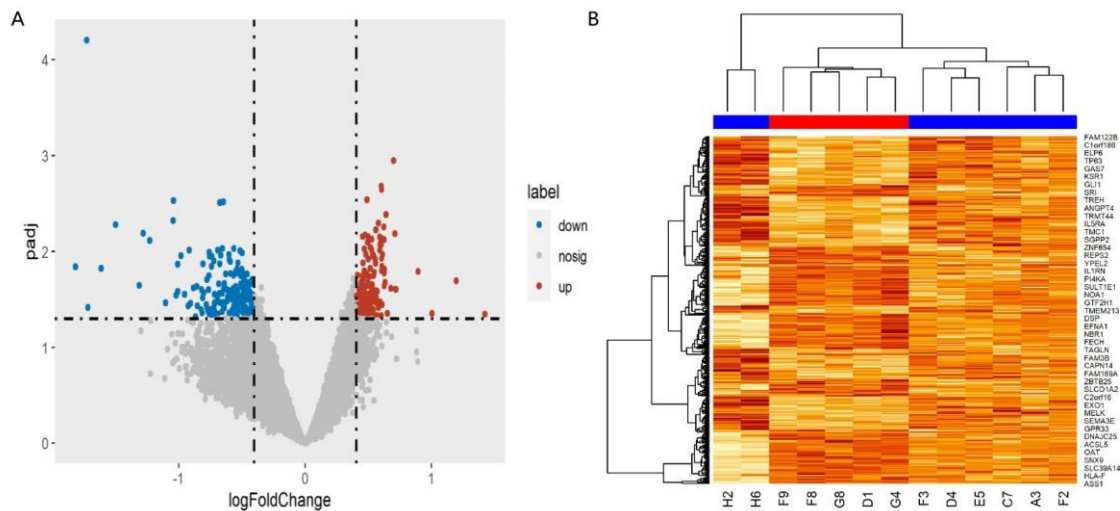 A
4
3
2
1
0
padj
-1
0
1
logFoldChange
label
down
nosig
up
B
FAM122B
C1orf186
ELP6
TP63
GAS7
KSR1
GLI1
SRI
TREH
ANGPT4
TRMT44
IL5RA
TMC1
SGPP2
ZNF654
REPS2
YPEL2
IL1RN
PI4KA
SULT1E1
NOA1
GTF2H1
TMEM213
DSP
EFNA1
NBR1
FECH
TAGLN
FAM3B
CAPN14
FAM169A
ZBTB25
SLCO1A2
C2orf16
EXO1
MELK
SEMA3E
GPR33
DNAJC25
ACSL5
OAT
SNX9
SLC39A14
HLA-F
ASS1
H2
H6
F9
F8
G8
D1
G4
F3
D4
E5
C7
A3
F2